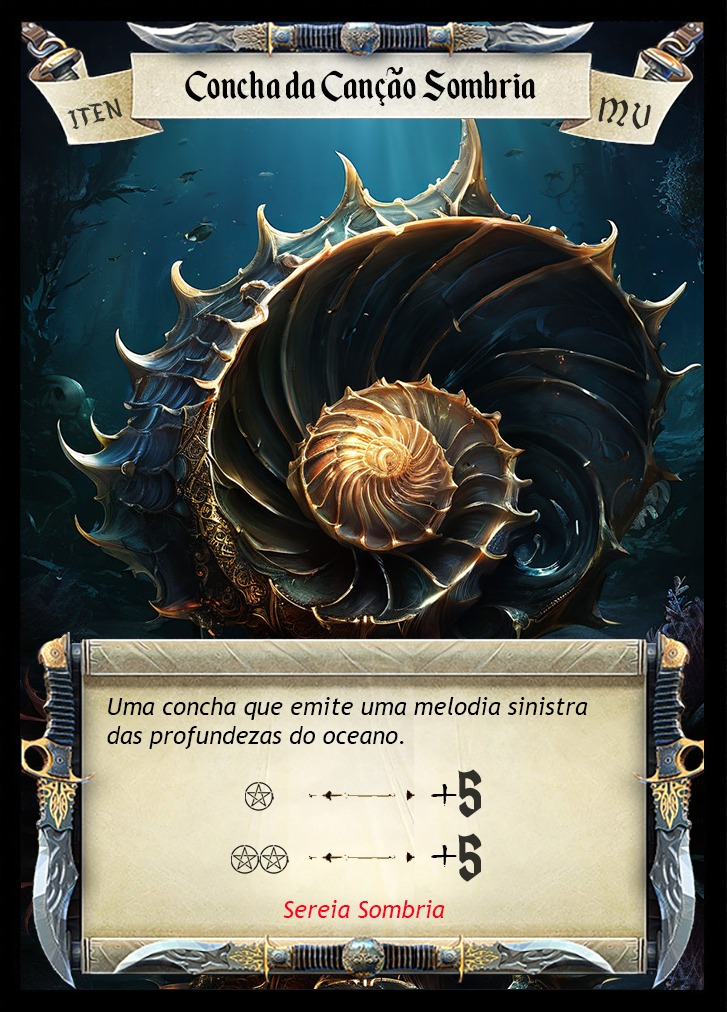 Concha da Canção Sombria
ITEN
MU
Uma concha que emite uma melodia sinistra
das profundezas do oceano.
+5
+5
Sereia Sombria